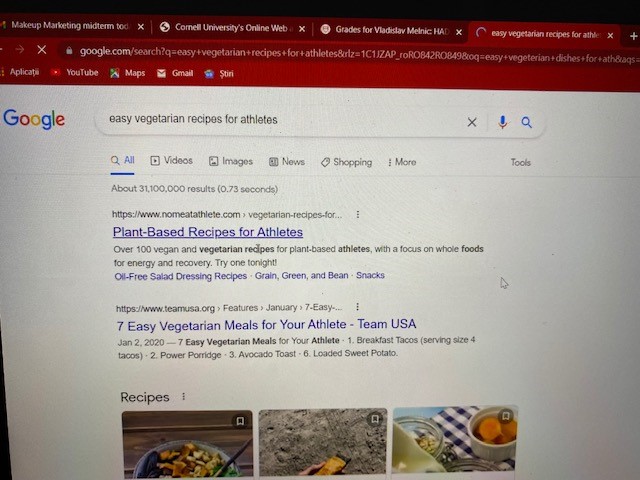 Makeup Marketing midterm tod
Cornell University's Online Web a
Grades for Vladislav Melnic: HAD
easy vegetarian recipes for athle
google.com/search?q=easy+vegetarian+recipes+for+athletes&rlz=1C1JZAP_roRO842RO849&oq=easy+vegeterian+dishes+for+ath&aqs=
Aplicații
YouTube
Maps
Gmail
Știri
Google
easy vegetarian recipes for athletes
All
Videos
Images
News
Shopping
More
Tools
About 31,100,000 results (0.73 seconds)
https://www.nomeatathlete.com › vegetarian-recipes-for...
Plant-Based Recipes for Athletes
Over 100 vegan and vegetarian recipes for plant-based athletes, with a focus on whole foods
for energy and recovery. Try one tonight!
Oil-Free Salad Dressing Recipes · Grain, Green, and Bean · Snacks
https://www.teamusa.org › Features › January › 7-Easy-...
7 Easy Vegetarian Meals for Your Athlete - Team USA
Jan 2, 2020 — 7 Easy Vegetarian Meals for Your Athlete · 1. Breakfast Tacos (serving size 4
tacos) · 2. Power Porridge · 3. Avocado Toast · 6. Loaded Sweet Potato.
Recipes